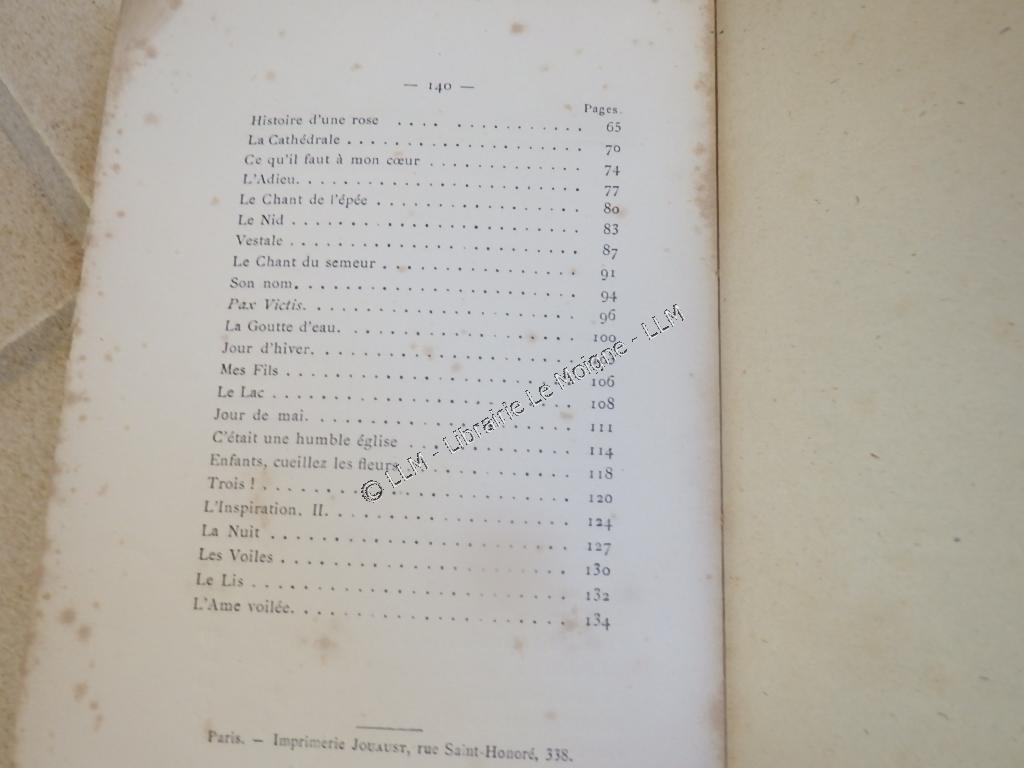 — 140 —
Pages.
Histoire d'une rose .... ........... 65
La Cathédrale .................. 70
Ce qu'il faut à mon cœur ............ 74
L'Adieu. .................... 77
Le Chant de l'épée ............... 80
Le Nid ..................... 83
Vestale ..................... 87
Le Chant du semeur .............. 91
Son nom. .................... 94
Pax Victis. ................... 96
La Goutte d'eau. ................ 100
Jour d'hiver. ..................
Mes Fils ..................... 106
Le Lac ...................... 108
Jour de mai. .................. 111
C'était une humble église ............ 114
Enfants, cueillez les fleurs ............ 118
Trois ! ...................... 120
L'Inspiration. II. ................ 124
La Nuit ..................... 127
Les Voiles .................... 130
Le Lis ...................... 132
L'Ame voilée. .................. 134
Paris. — Imprimerie JOUAUST, rue Saint-Honoré, 338.
© LLM - Librairie Le Moigne - LLM